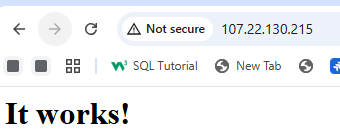 Not secure 107.22.130.215
SQL Tutorial New Tab
It works!